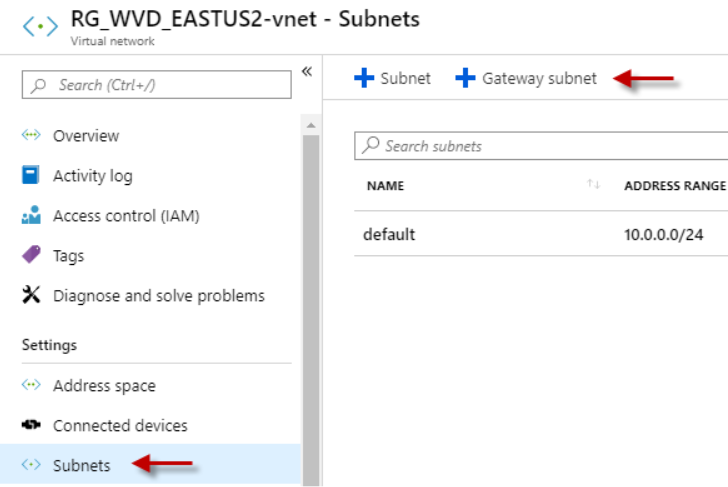 RG_WVD_EASTUS2-vnet - Subnets
Virtual network
Search (Ctrl+/)
«
Subnet
Gateway subnet
Overview
Activity log
Access control (IAM)
Tags
Diagnose and solve problems
Settings
Address space
Connected devices
Subnets
Search subnets
NAME ADDRESS RANGE
default 10.0.0.0/24